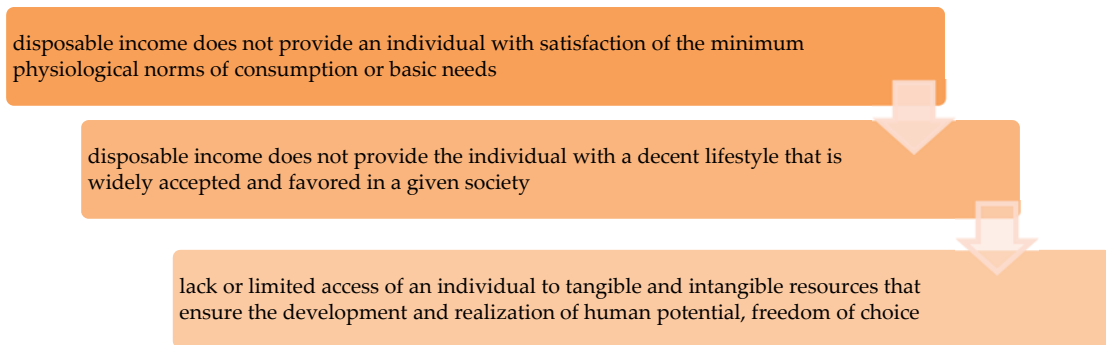 disposable income does not provide an individual with satisfaction of the minimum
physiological norms of consumption or basic needs
disposable income does not provide the individual with a decent lifestyle that is
widely accepted and favored in a given society
lack or limited access of an individual to tangible and intangible resources that
ensure the development and realization of human potential, freedom of choice